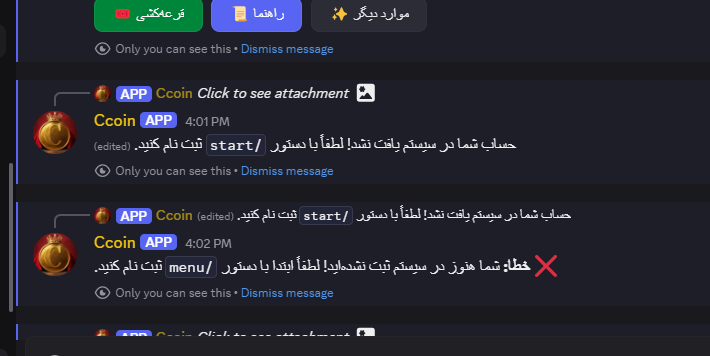 🎟️ قرعه‌کشی
📜 راهنما
✨ موارد دیگر
Only you can see this • Dismiss message
APP Ccoin Click to see attachment
Ccoin APP 4:01 PM
حساب شما در سیستم یافت نشد! لطفاً با دستور /start ثبت نام کنید. (edited)
Only you can see this • Dismiss message
APP Ccoin حساب شما در سیستم یافت نشد! لطفاً با دستور /start ثبت نام کنید. (edited)
Ccoin APP 4:02 PM
❌ خطا: شما هنوز در سیستم ثبت نشده‌اید! لطفاً ابتدا با دستور /menu ثبت نام کنید.
Only you can see this • Dismiss message
APP Ccoin Click to see attachment